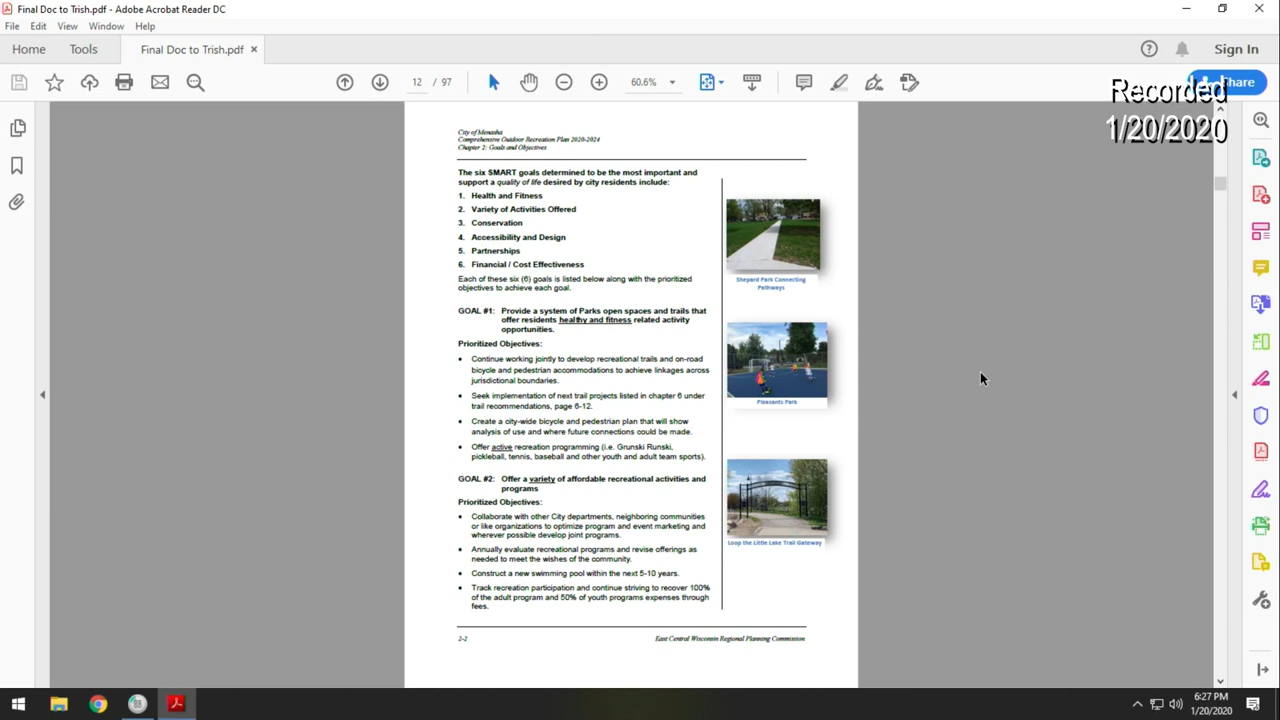 Final Doc to Trish.pdf - Adobe Acrobat Reader DC
File Edit View Window Help
Home Tools Final Doc to Trish.pdf × Sign In
12 / 97 60.6% Share
Recorded
1/20/2020
City of Menasha
Comprehensive Outdoor Recreation Plan 2020-2024
Chapter 2: Goals and Objectives
The six SMART goals determined to be the most important and
support a quality of life desired by city residents include:
1. Health and Fitness
2. Variety of Activities Offered
3. Conservation
4. Accessibility and Design
5. Partnerships
6. Financial / Cost Effectiveness
Each of these six (6) goals is listed below along with the prioritized
objectives to achieve each goal.
GOAL #1: Provide a system of Parks open spaces and trails that
offer residents healthy and fitness related activity
opportunities.
Prioritized Objectives:
• Continue working jointly to develop recreational trails and on-road
bicycle and pedestrian accommodations to achieve linkages across
jurisdictional boundaries.
• Seek implementation of next trail projects listed in chapter 6 under
trail recommendations, page 6-12.
• Create a city-wide bicycle and pedestrian plan that will show
analysis of use and where future connections could be made.
• Offer active recreation programming (i.e. Grunski Runski,
pickleball, tennis, baseball and other youth and adult team sports).
GOAL #2: Offer a variety of affordable recreational activities and
programs
Prioritized Objectives:
• Collaborate with other City departments, neighboring communities
or like organizations to optimize program and event marketing and
wherever possible develop joint programs.
• Annually evaluate recreational programs and revise offerings as
needed to meet the wishes of the community.
• Construct a new swimming pool within the next 5-10 years.
• Track recreation participation and continue striving to recover 100%
of the adult program and 50% of youth programs expenses through
fees.
Shepard Park Connecting
Pathways
Pleasants Park
Loop the Little Lake Trail Gateway
2-2 East Central Wisconsin Regional Planning Commission
6:27 PM
1/20/2020